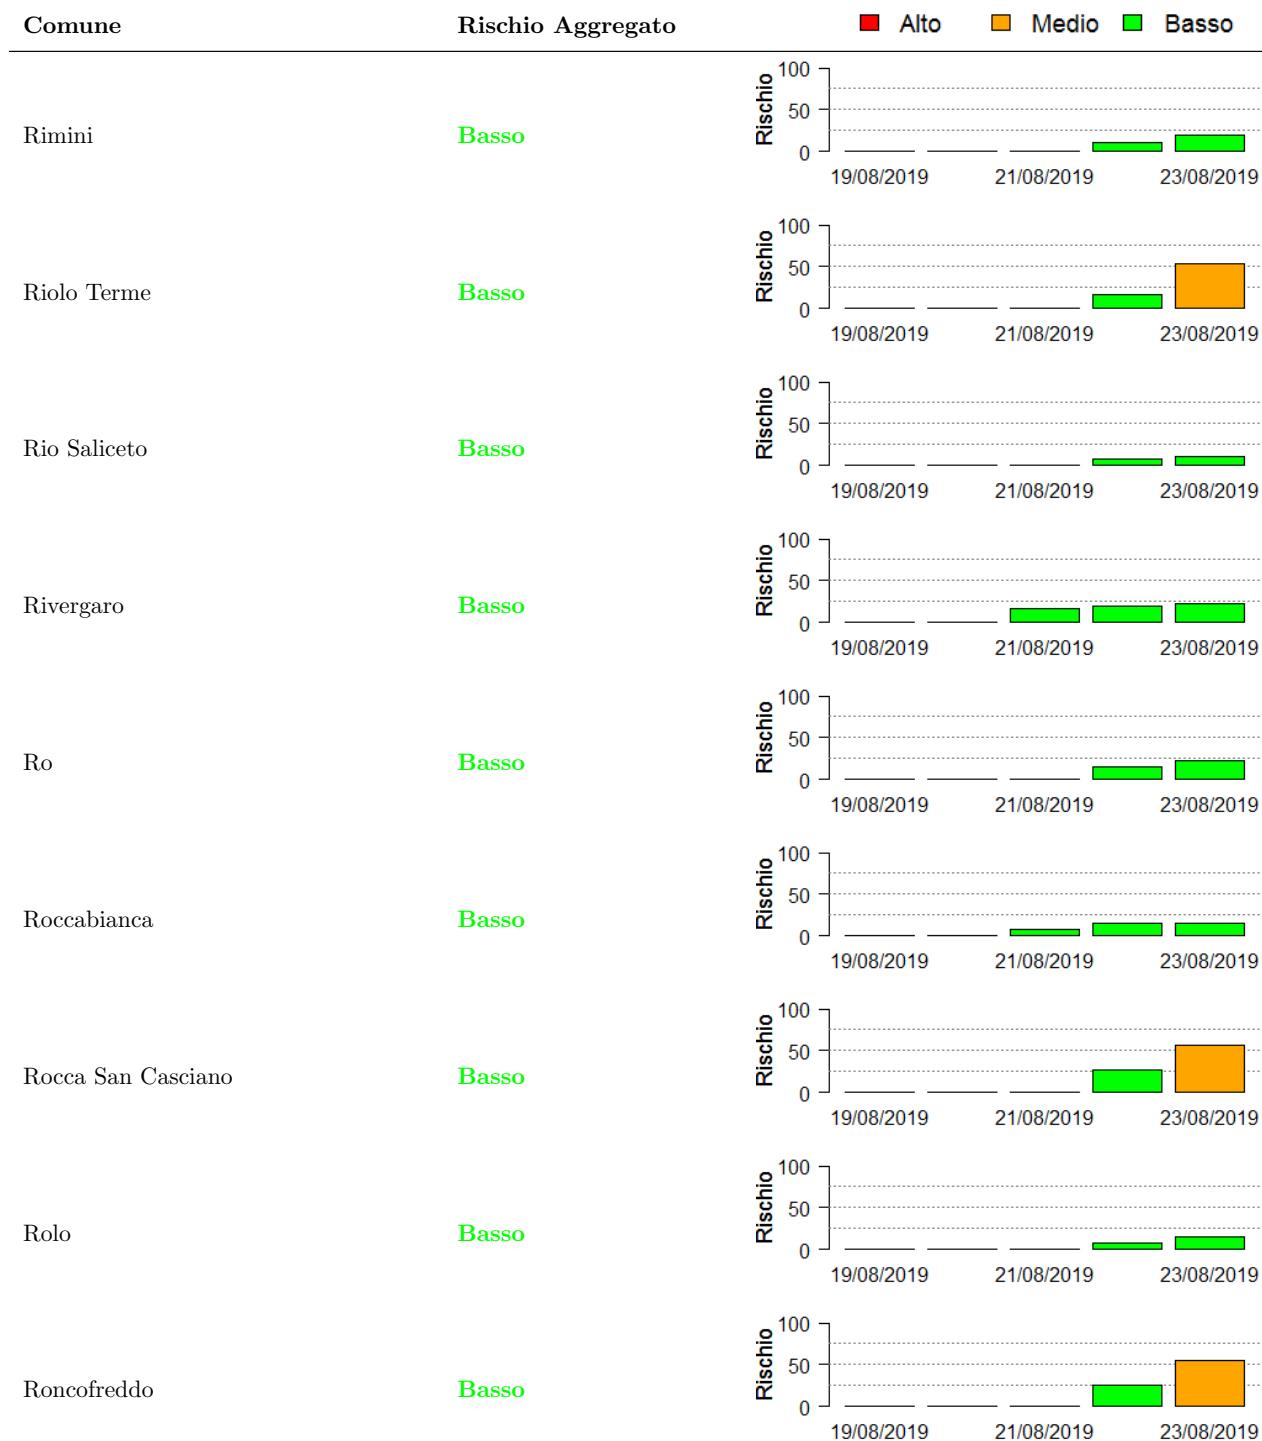 Comune Rischio Aggregato Alto Medio Basso
100
50
0
Rischio
Rimini Basso
19/08/2019 21/08/2019 23/08/2019
100
50
0
Rischio
Riolo Terme Basso
19/08/2019 21/08/2019 23/08/2019
100
50
0
Rischio
Rio Saliceto Basso
19/08/2019 21/08/2019 23/08/2019
100
50
0
Rischio
Rivergaro Basso
19/08/2019 21/08/2019 23/08/2019
100
50
0
Rischio
Ro Basso
19/08/2019 21/08/2019 23/08/2019
100
50
0
Rischio
Roccabianca Basso
19/08/2019 21/08/2019 23/08/2019
100
50
0
Rischio
Rocca San Casciano Basso
19/08/2019 21/08/2019 23/08/2019
100
50
0
Rischio
Rolo Basso
19/08/2019 21/08/2019 23/08/2019
100
50
0
Rischio
Roncofreddo Basso
19/08/2019 21/08/2019 23/08/2019